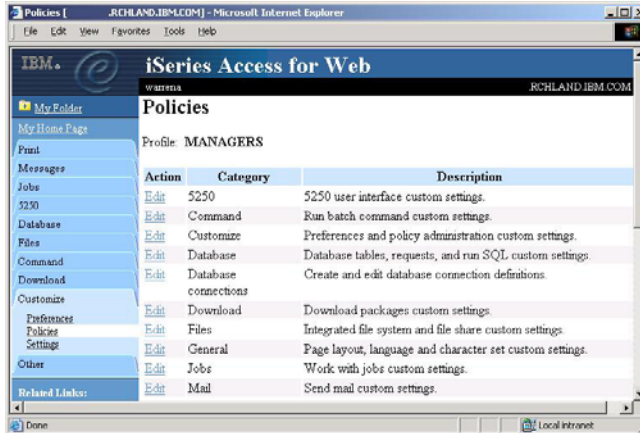 Policies [ .RCHLAND.IBM.COM] - Microsoft Internet Explorer
File Edit View Favorites Tools Help
IBM.
iSeries Access for Web
warrena .RCHLAND.IBM.COM
My Folder
My Home Page
Print
Messages
Jobs
5250
Database
Files
Command
Download
Customize
Preferences
Policies
Settings
Other
Related Links:
Policies
Profile: MANAGERS
Action Category Description
Edit 5250 5250 user interface custom settings.
Edit Command Run batch command custom settings.
Edit Customize Preferences and policy administration custom settings.
Edit Database Database tables, requests, and run SQL custom settings.
Edit Database Create and edit database connection definitions.
connections
Edit Download Download packages custom settings.
Edit Files Integrated file system and file share custom settings.
Edit General Page layout, language and character set custom settings.
Edit Jobs Work with jobs custom settings.
Edit Mail Send mail custom settings.
Done Local intranet